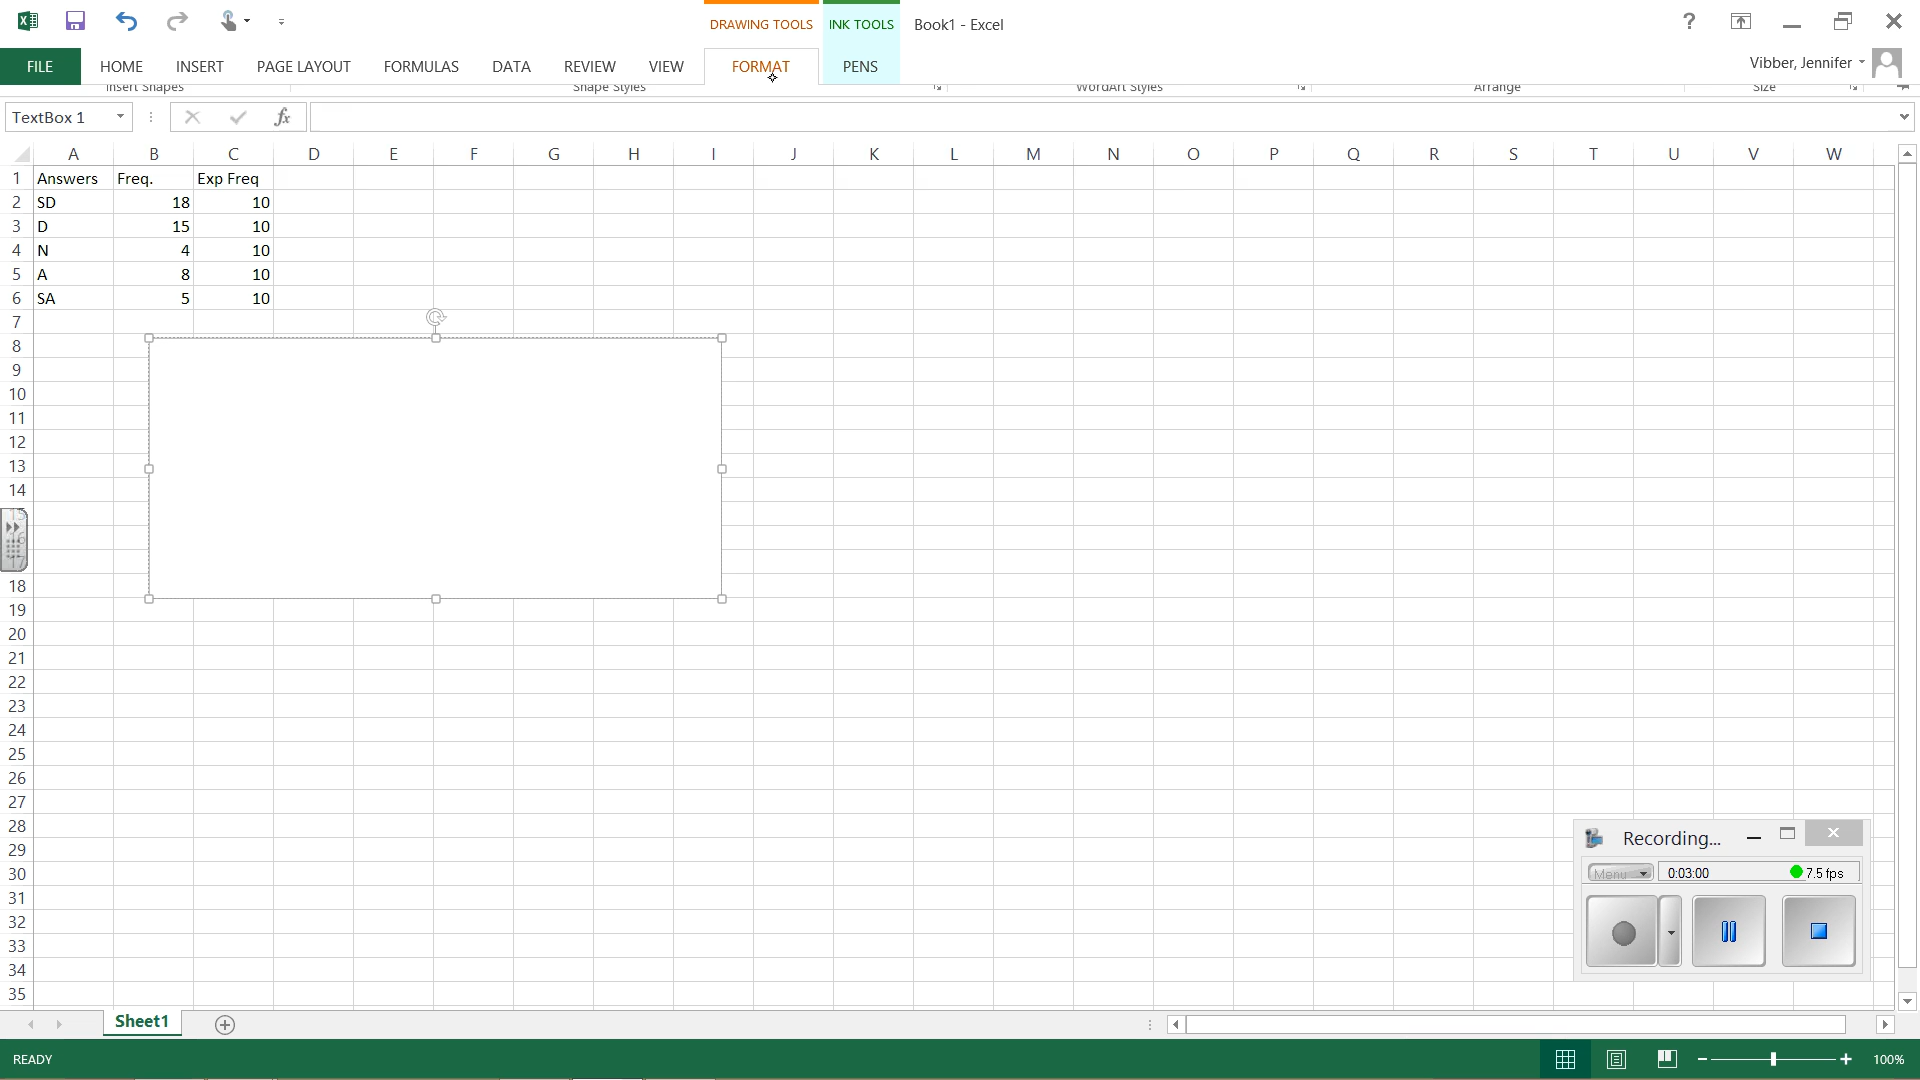 DRAWING TOOLS INK TOOLS Book1 - Excel ?
FILE HOME INSERT PAGE LAYOUT FORMULAS DATA REVIEW VIEW FORMAT PENS Vibber, Jennifer
Insert Shapes Shape Styles WordArt Styles Arrange Size
TextBox 1 fx
A B C D E F G H I J K L M N O P Q R S T U V W
1 Answers Freq. Exp Freq
2 SD 18 10
3 D 15 10
4 N 4 10
5 A 8 10
6 SA 5 10
7
8
9
10
11
12
13
14
15
16
17
18
19
20
21
22
23
24
25
26
27
28
29
30
31
32
33
34
35
Recording...
Menu 0:03:00 7.5 fps
Sheet1
READY 100%